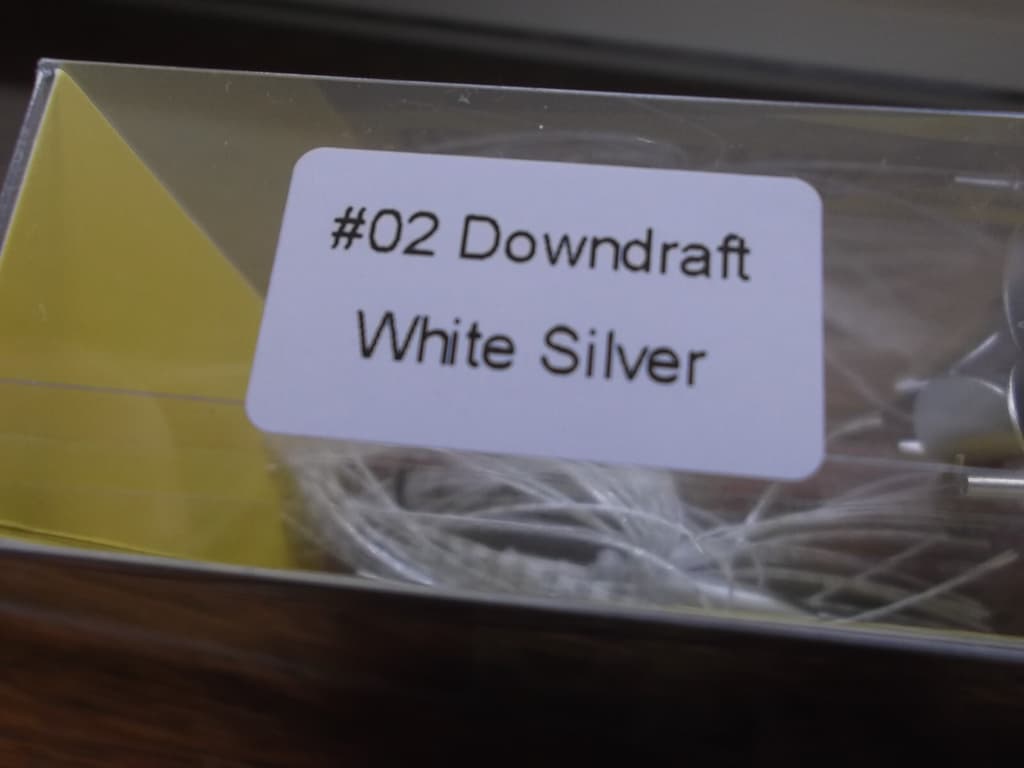 #02 Downdraft
White Silver